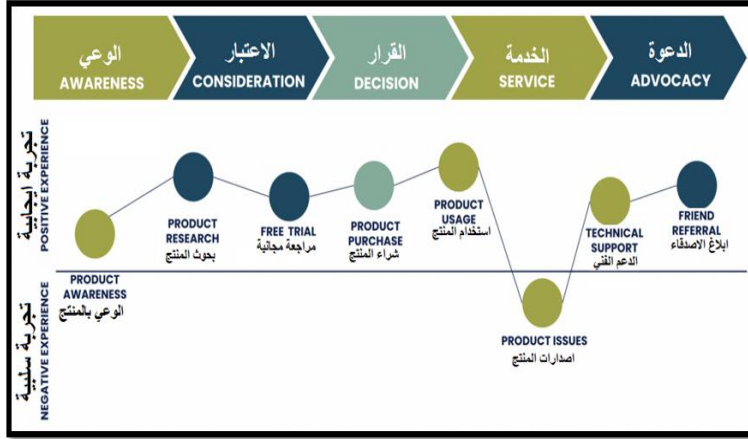 الوعي
AWARENESS
الاعتبار
CONSIDERATION
القرار
DECISION
الخدمة
SERVICE
الدعوة
ADVOCACY
تجربة ايجابية
POSITIVE EXPERIENCE
تجربة سلبية
NEGATIVE EXPERIENCE
PRODUCT
AWARENESS
الوعي بالمنتج
PRODUCT
RESEARCH
بحوث المنتج
FREE TRIAL
مراجعة مجانية
PRODUCT
PURCHASE
شراء المنتج
PRODUCT
USAGE
استخدام المنتج
PRODUCT ISSUES
اصدارات المنتج
TECHNICAL
SUPPORT
الدعم الفني
FRIEND
REFERRAL
ابلاغ الاصدقاء